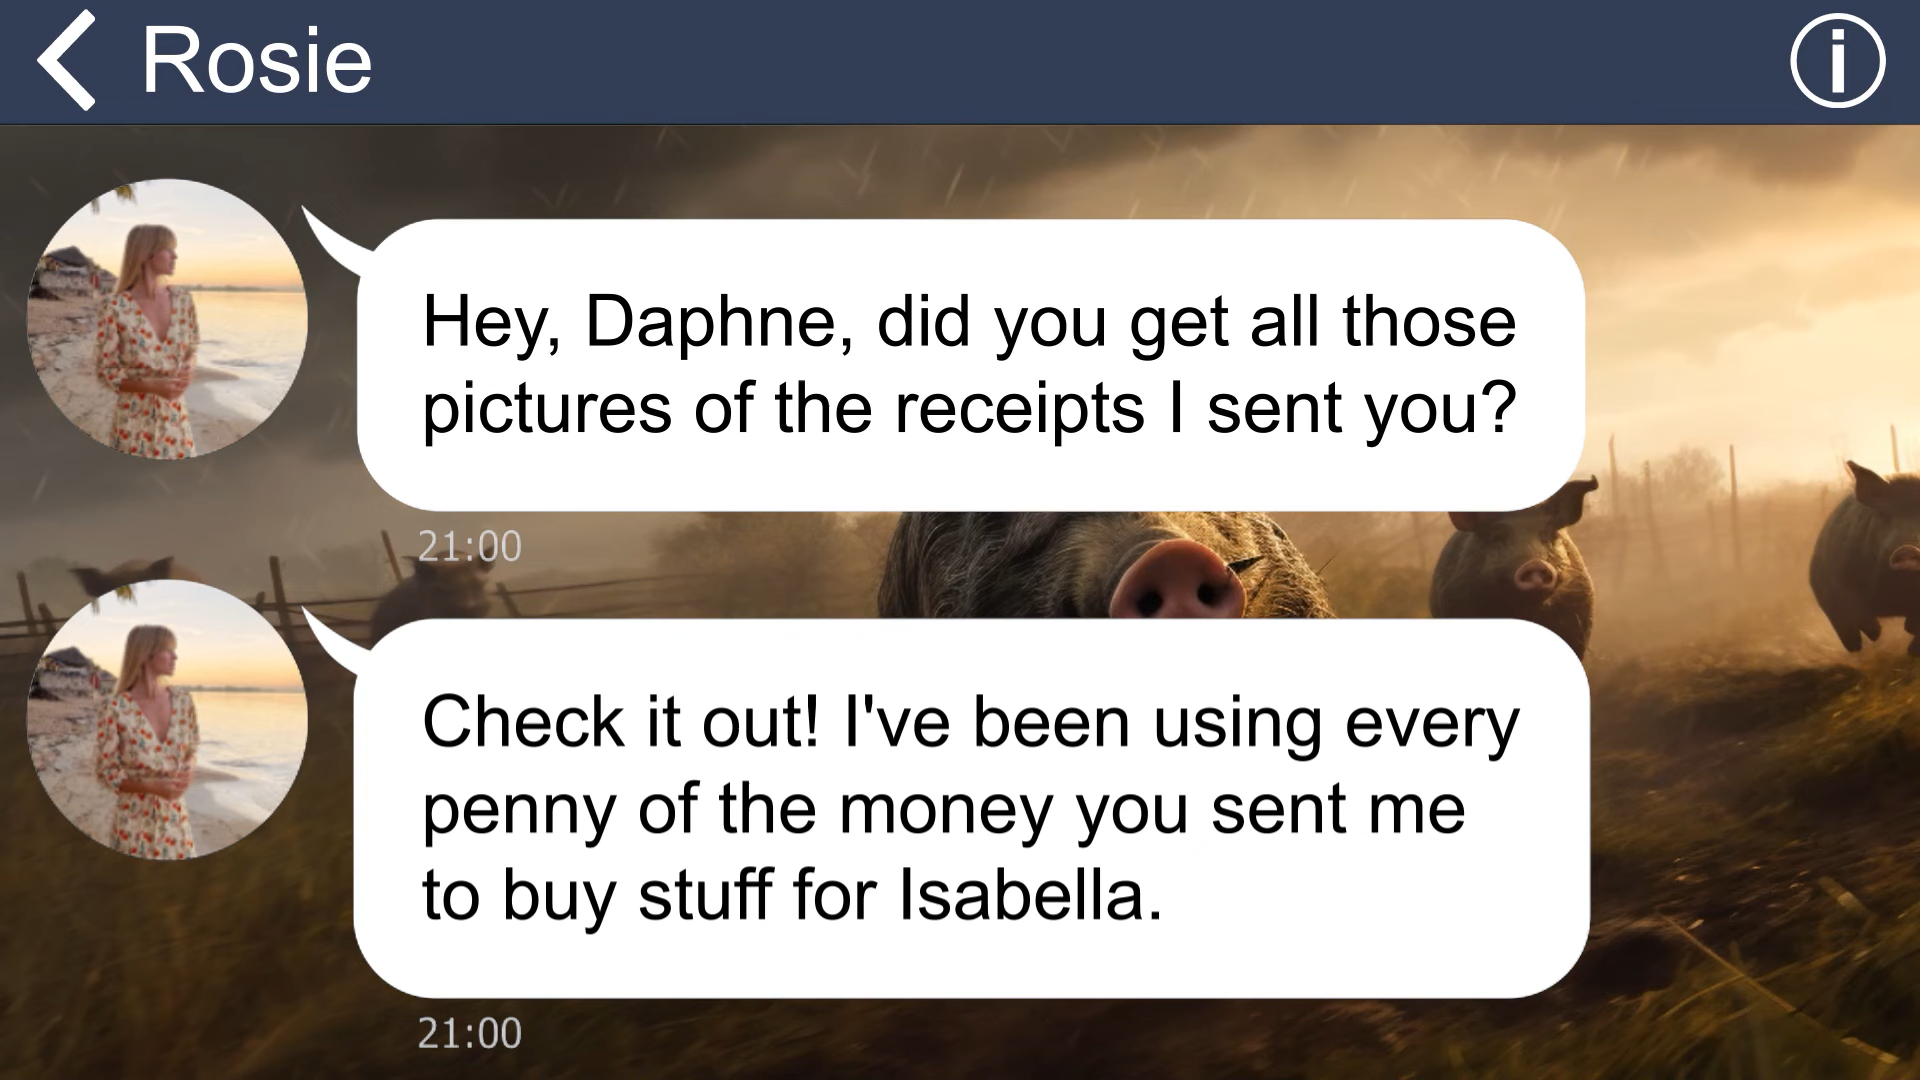 Rosie
Hey, Daphne, did you get all those
pictures of the receipts I sent you?
21:00
Check it out! I've been using every
penny of the money you sent me
to buy stuff for Isabella.
21:00